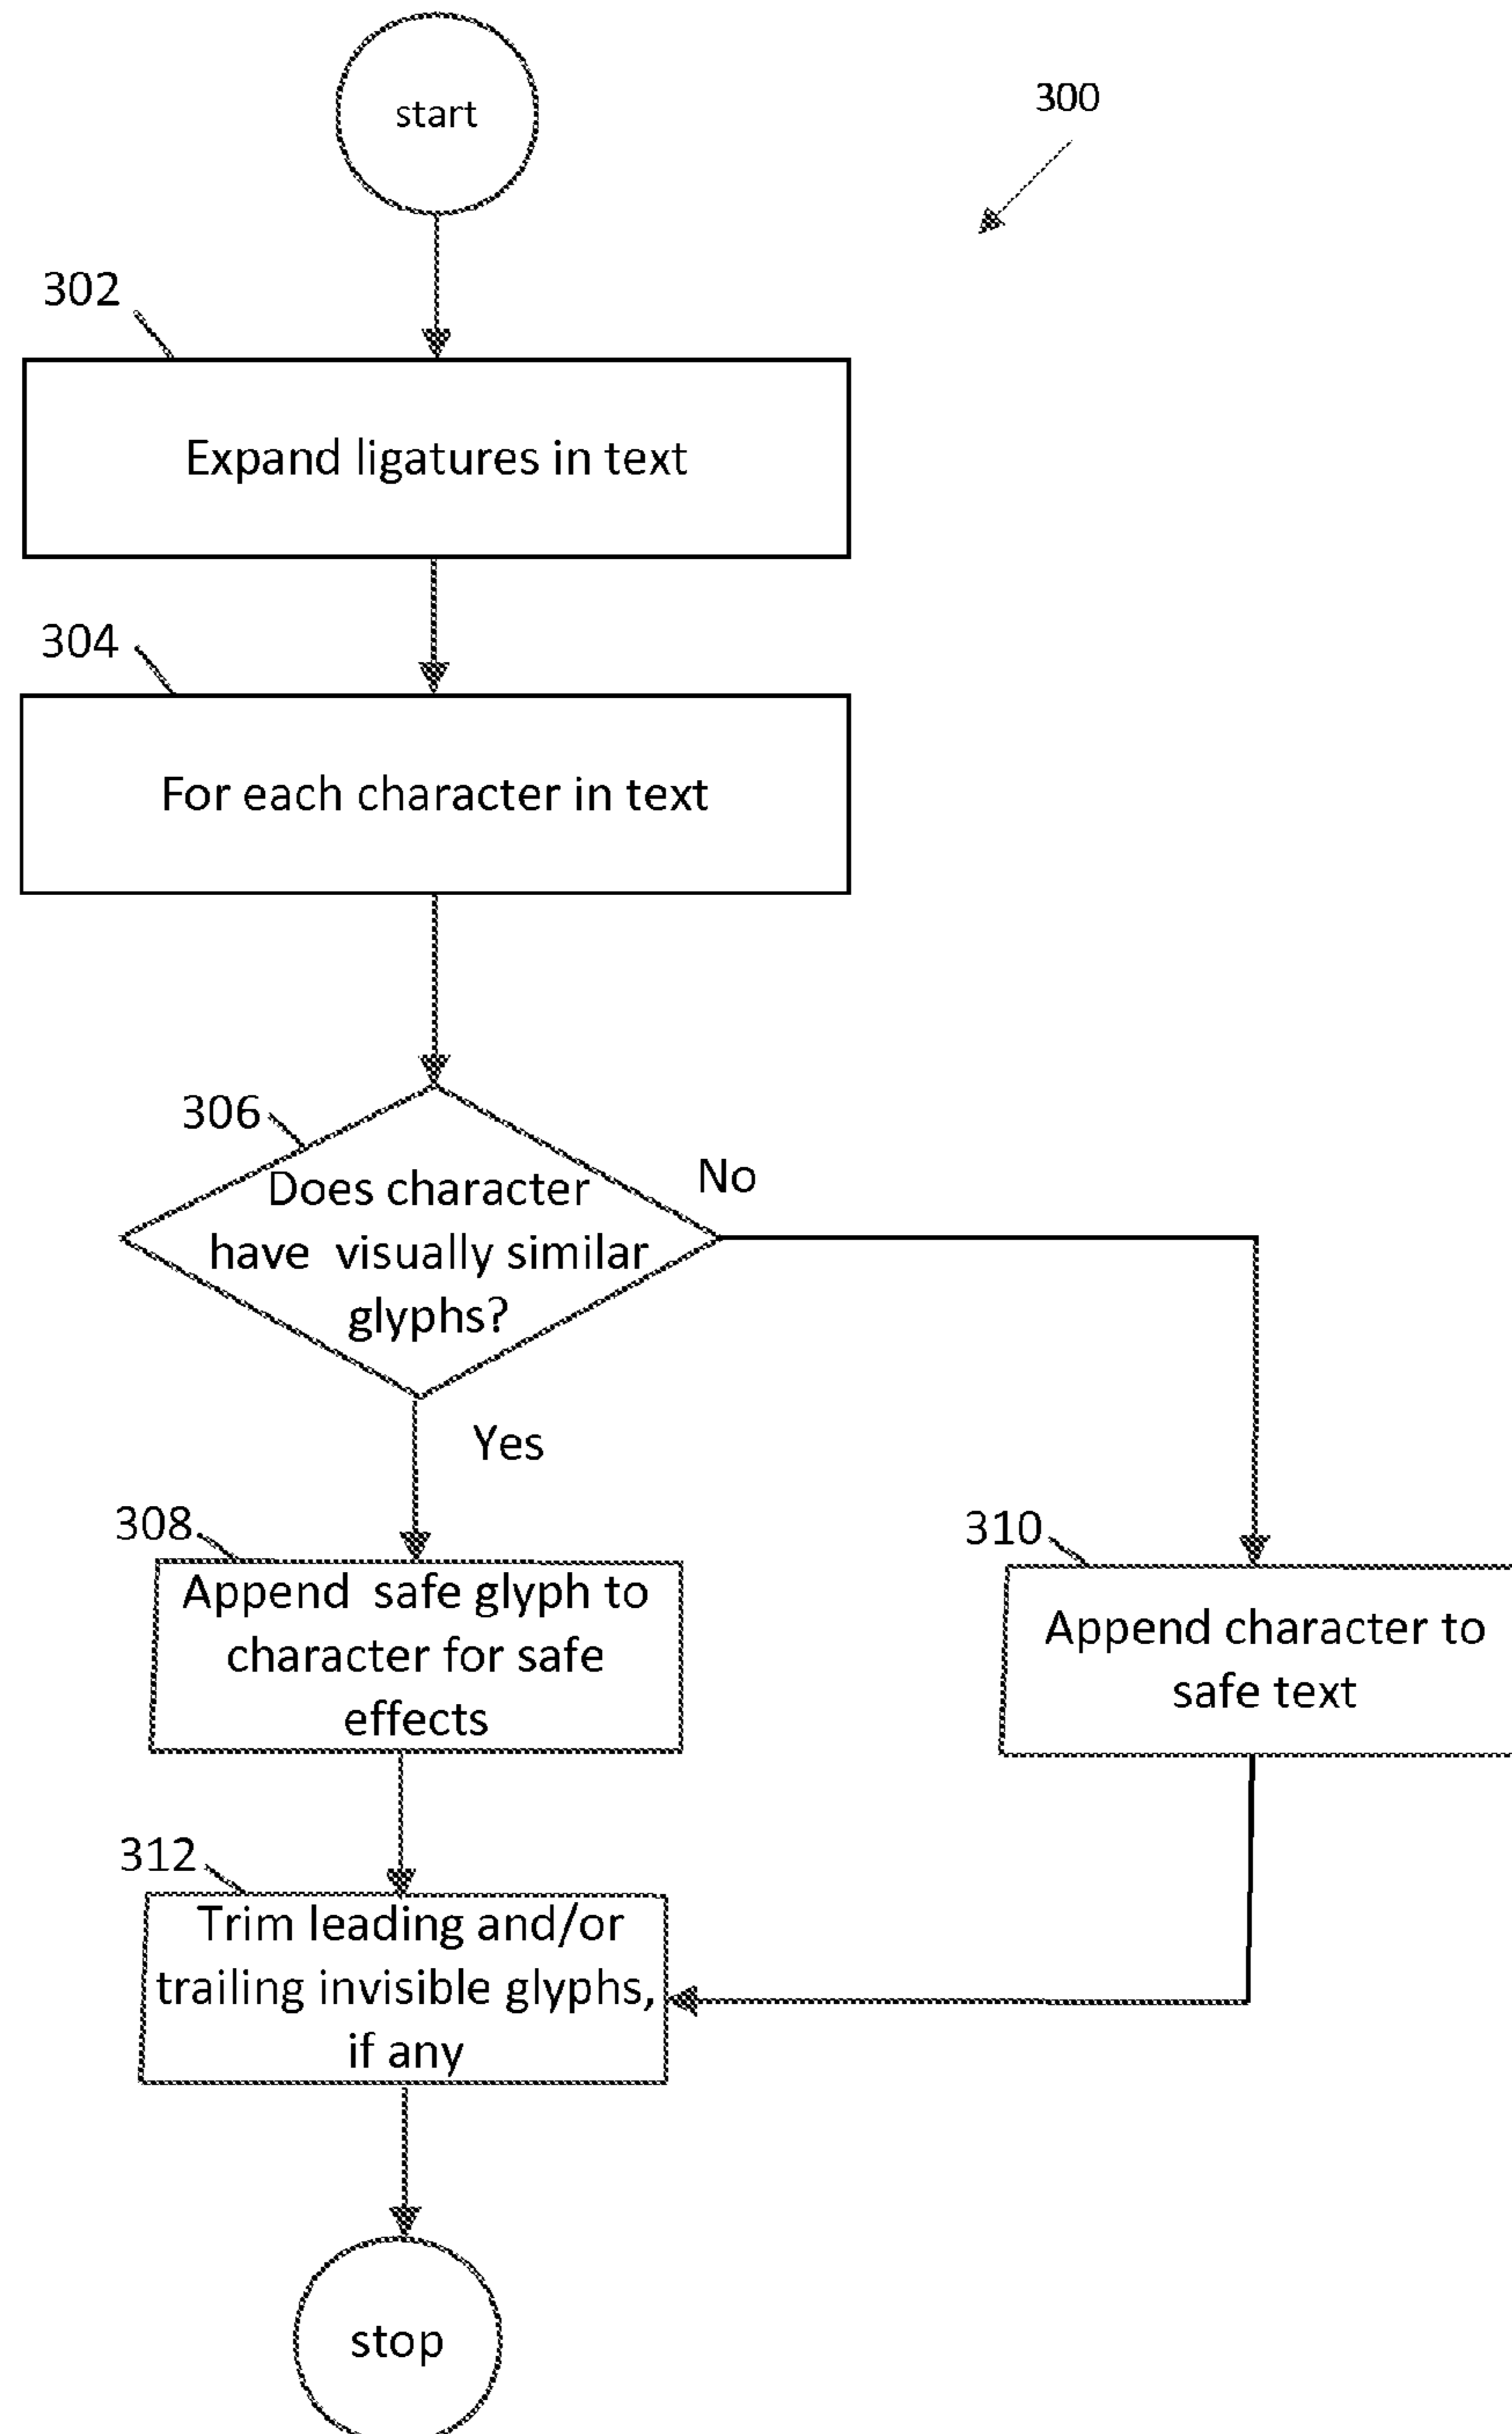 start
300
302
Expand ligatures in text
304
For each character in text
306
Does character
have visually similar
glyphs?
No
Yes
308
Append safe glyph to
character for safe
effects
310
Append character to
safe text
312
Trim leading and/or
trailing invisible glyphs,
if any
stop